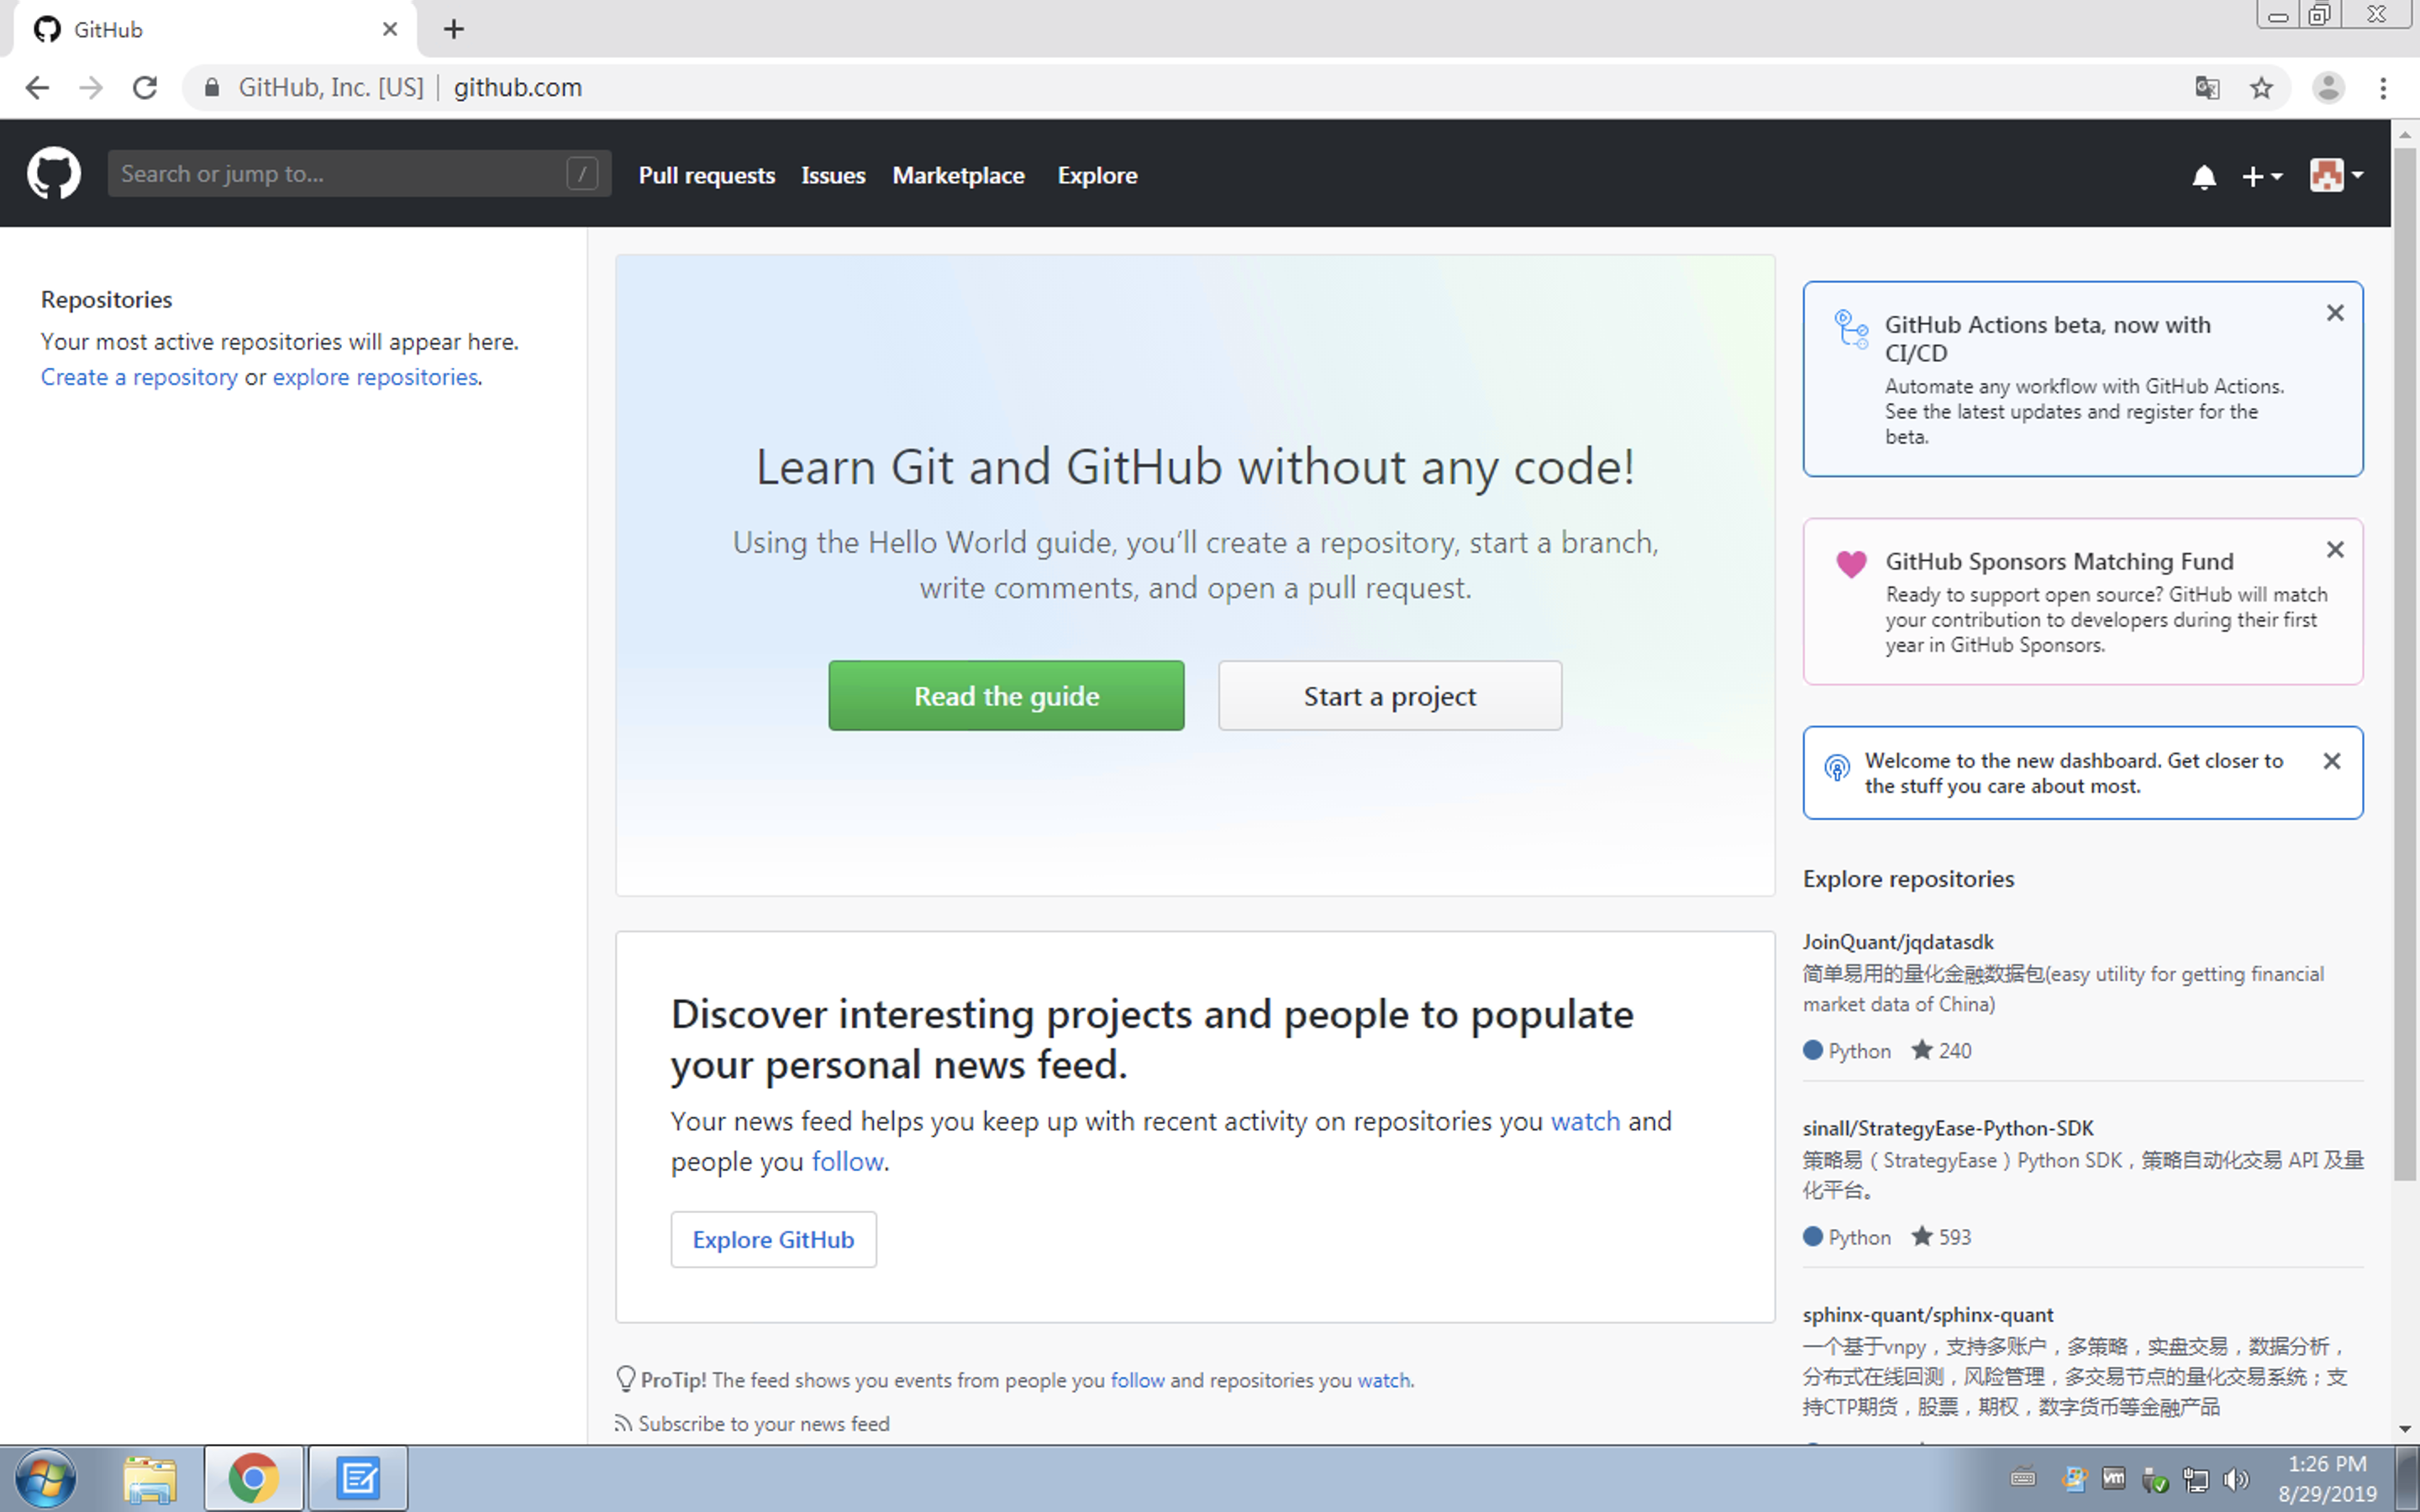 GitHub
GitHub, Inc. [US] | github.com
Search or jump to...
/
Pull requests
Issues
Marketplace
Explore
Repositories
Your most active repositories will appear here.
Create a repository or explore repositories.
Learn Git and GitHub without any code!
Using the Hello World guide, you’ll create a repository, start a branch,
write comments, and open a pull request.
Read the guide
Start a project
Discover interesting projects and people to populate
your personal news feed.
Your news feed helps you keep up with recent activity on repositories you watch and
people you follow.
Explore GitHub
ProTip! The feed shows you events from people you follow and repositories you watch.
Subscribe to your news feed
GitHub Actions beta, now with
CI/CD
Automate any workflow with GitHub Actions.
See the latest updates and register for the
beta.
GitHub Sponsors Matching Fund
Ready to support open source? GitHub will match
your contribution to developers during their first
year in GitHub Sponsors.
Welcome to the new dashboard. Get closer to
the stuff you care about most.
Explore repositories
JoinQuant/jqdatasdk
简单易用的量化金融数据包(easy utility for getting financial
market data of China)
Python 240
sinall/StrategyEase-Python-SDK
策略易（StrategyEase）Python SDK，策略自动化交易 API 及量
化平台。
Python 593
sphinx-quant/sphinx-quant
一个基于vnpy，支持多账户，多策略，实盘交易，数据分析，
分布式在线回测，风险管理，多交易节点的量化交易系统；支
持CTP期货，股票，期权，数字货币等金融产品
vm
1:26 PM
8/29/2019